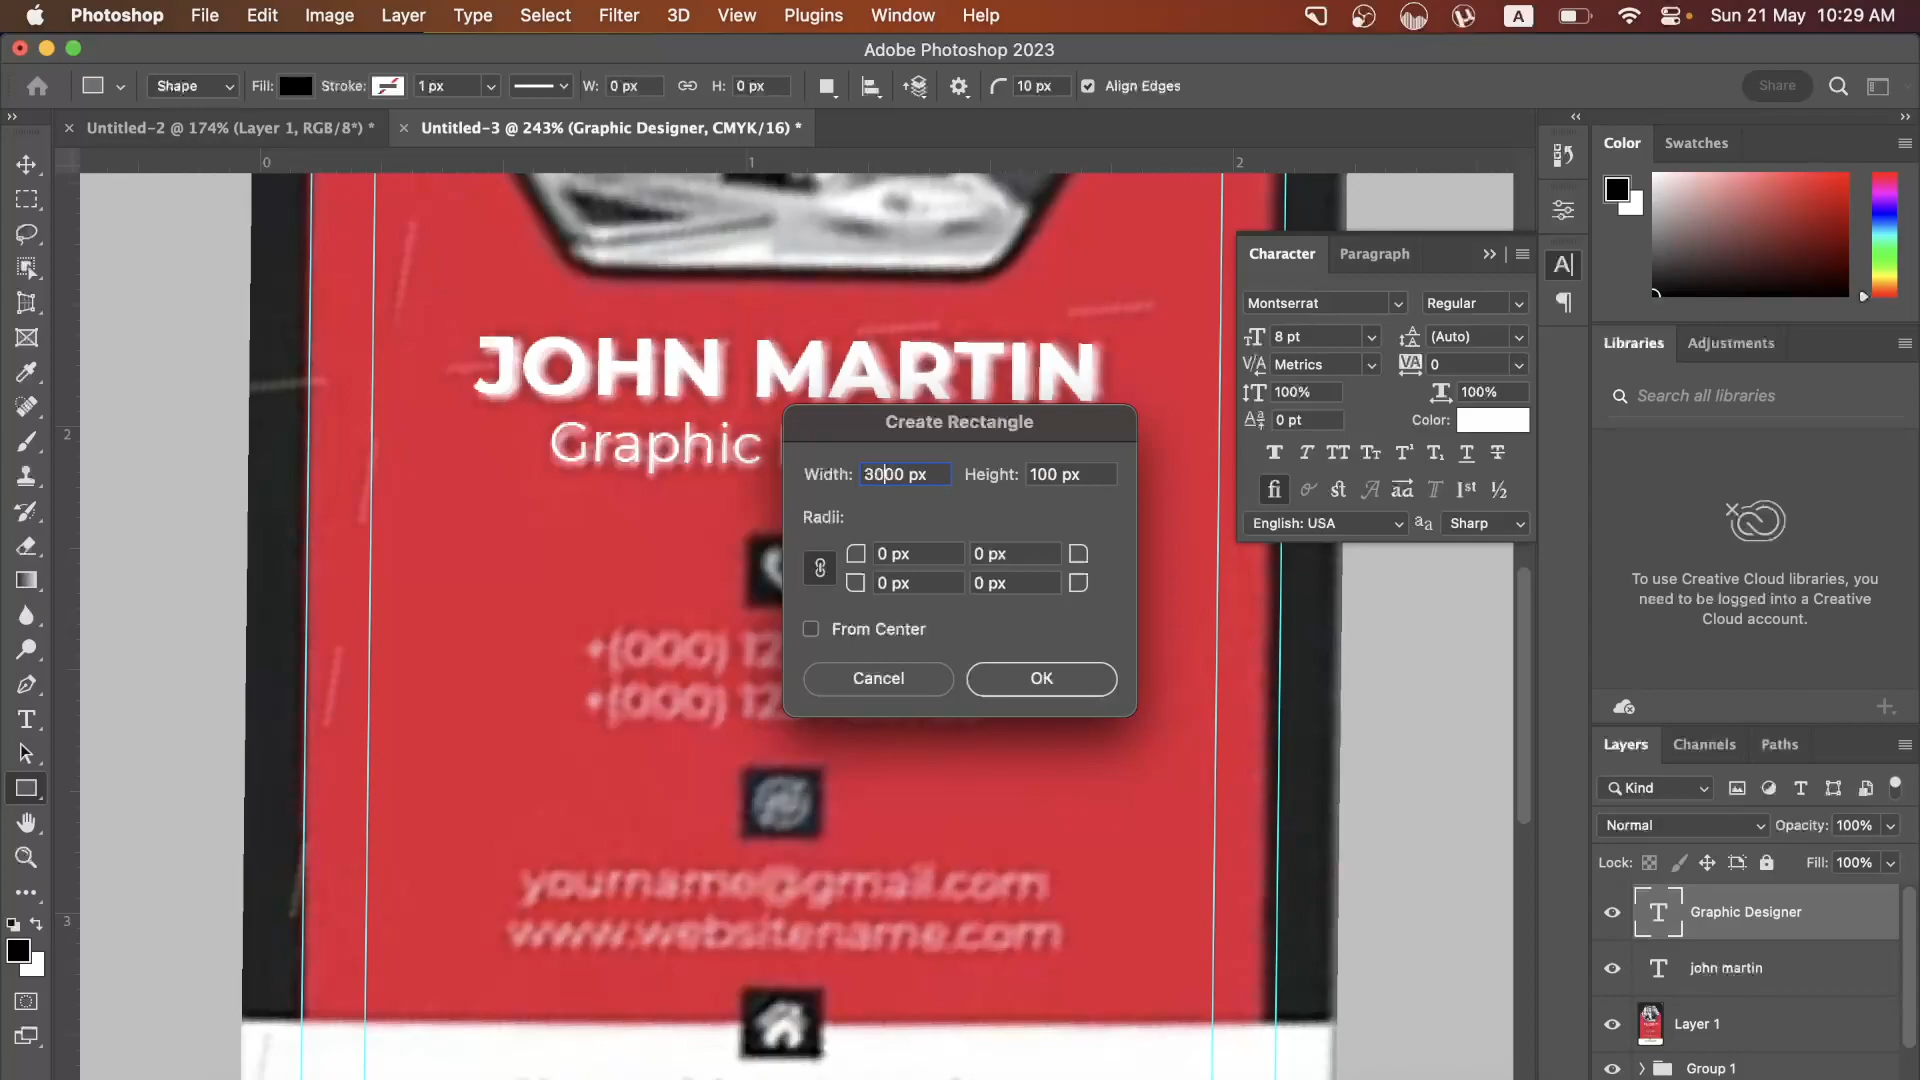 Photoshop File Edit Image Layer Type Select Filter 3D View Plugins Window Help A Sun 21 May 10:29 AM
Adobe Photoshop 2023
Shape Fill: Stroke: 1 px W: 0 px H: 0 px 10 px Align Edges Share
Untitled-2 @ 174% (Layer 1, RGB/8*) * Untitled-3 @ 243% (Graphic Designer, CMYK/16) *
0 1 2
2
3
JOHN MARTIN
Graphic
+(000) 12
+(000) 12
yourname@gmail.com
www.websitename.com
Create Rectangle
Width: 3000 px Height: 100 px
Radii:
0 px 0 px
0 px 0 px
From Center
Cancel OK
Character Paragraph
Montserrat Regular
8 pt (Auto)
Metrics 0
100% 100%
0 pt Color:
English: USA Sharp
Color Swatches
Libraries Adjustments
Search all libraries
To use Creative Cloud libraries, you
need to be logged into a Creative
Cloud account.
Layers Channels Paths
Kind
Normal Opacity: 100%
Lock: Fill: 100%
Graphic Designer
john martin
Layer 1
Group 1